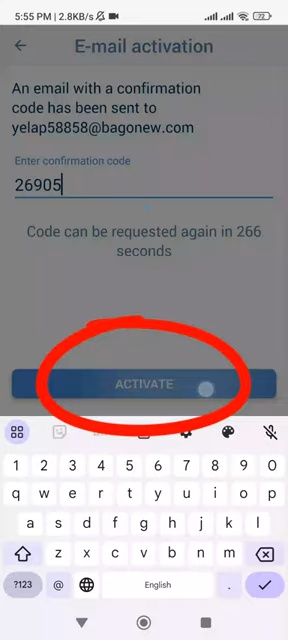 5:55 PM | 2.8KB/s
72
E-mail activation
An email with a confirmation
code has been sent to
yelap58858@bagonew.com
Enter confirmation code
26905
Code can be requested again in 266
seconds
ACTIVATE
1 2 3 4 5 6 7 8 9 0
q w e r t y u i o p
a s d f g h j k l
z x c v b n m
?123 @ English .